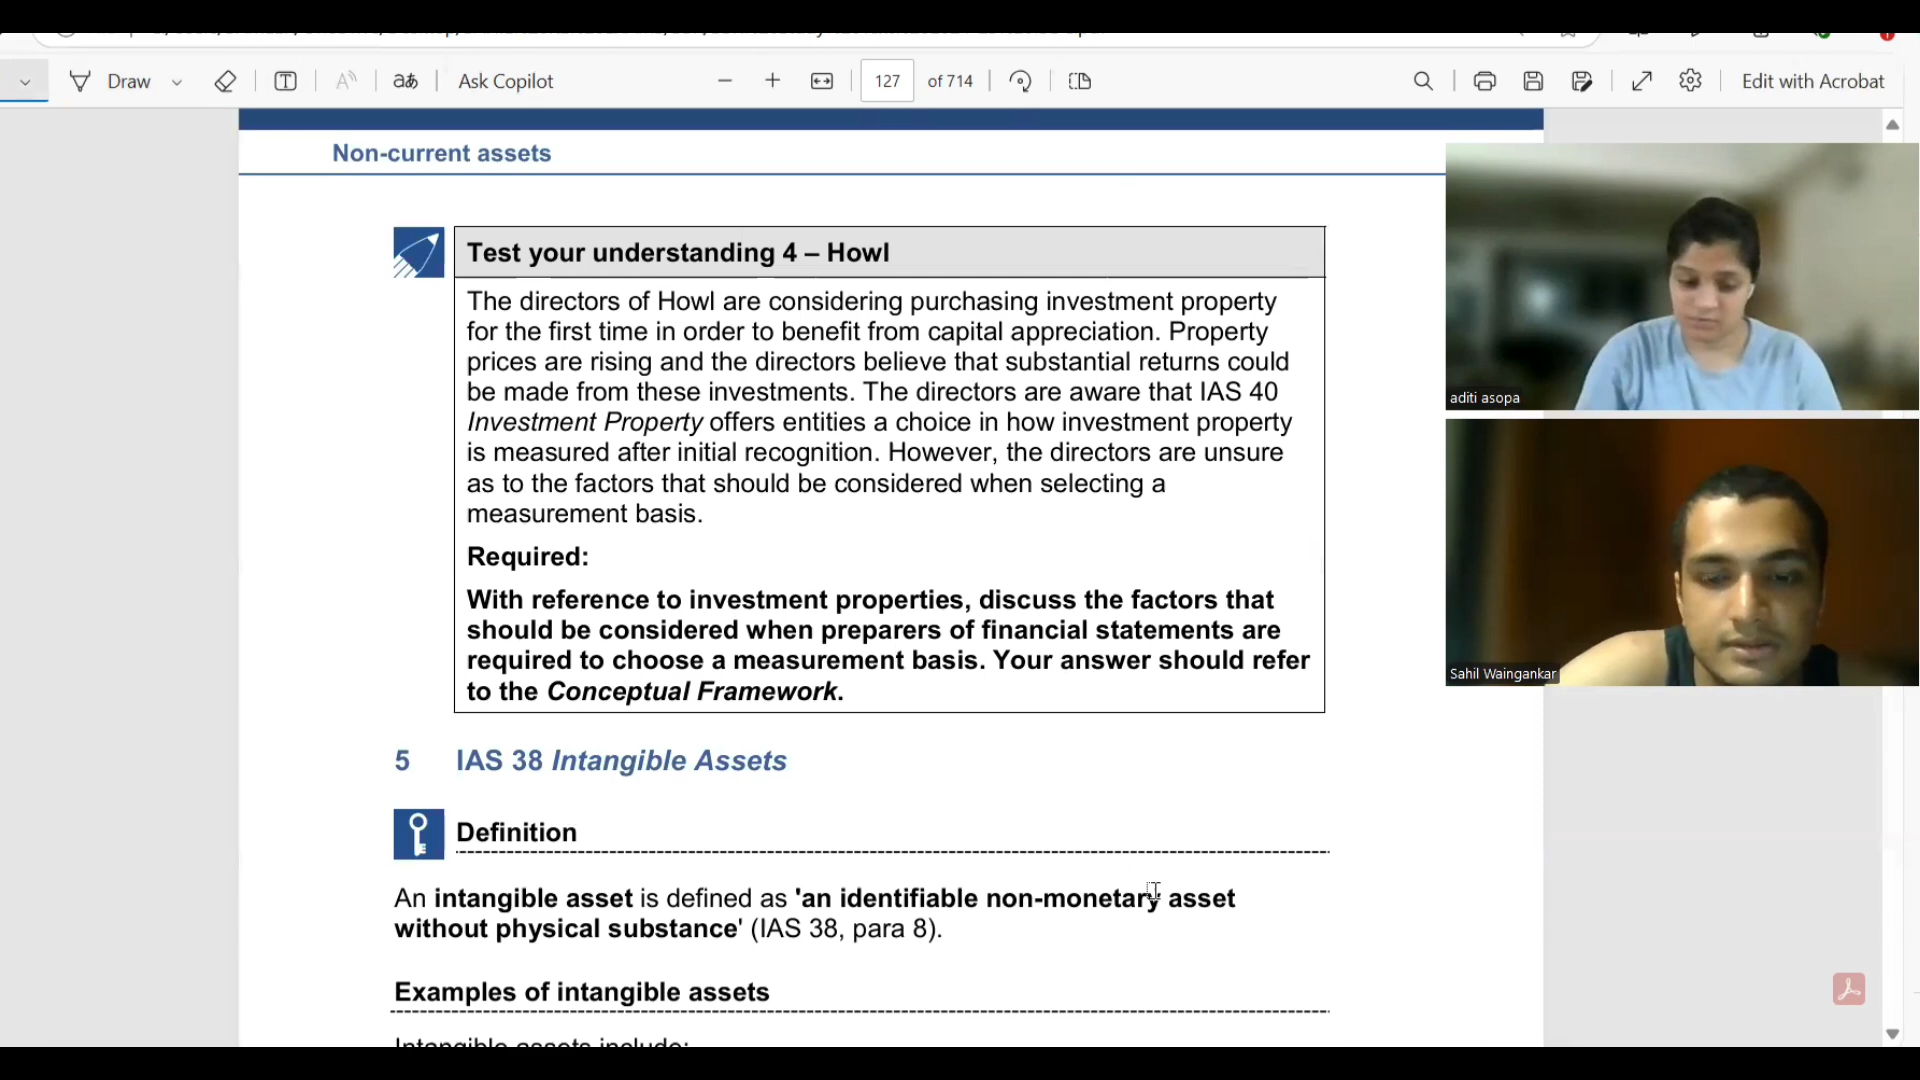 Draw
Ask Copilot
127 of 714
Edit with Acrobat
Non-current assets
Test your understanding 4 – Howl
The directors of Howl are considering purchasing investment property
for the first time in order to benefit from capital appreciation. Property
prices are rising and the directors believe that substantial returns could
be made from these investments. The directors are aware that IAS 40
Investment Property offers entities a choice in how investment property
is measured after initial recognition. However, the directors are unsure
as to the factors that should be considered when selecting a
measurement basis.
Required:
With reference to investment properties, discuss the factors that
should be considered when preparers of financial statements are
required to choose a measurement basis. Your answer should refer
to the Conceptual Framework.
5 IAS 38 Intangible Assets
Definition
An intangible asset is defined as 'an identifiable non-monetary asset
without physical substance' (IAS 38, para 8).
Examples of intangible assets
Intangible assets include:
aditi asopa
Sahil Waingankar